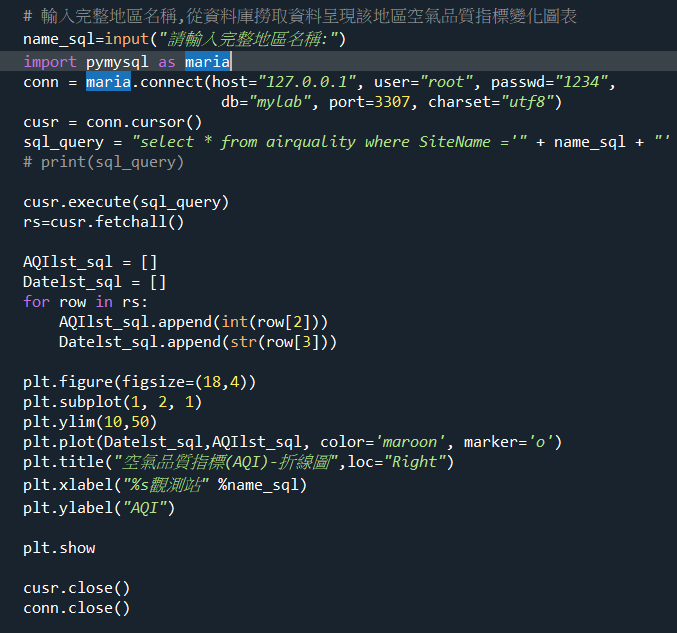 # 輸入完整地區名稱,從資料庫撈取資料呈現該地區空氣品質指標變化圖表
name_sql=input("請輸入完整地區名稱:")
import pymysql as maria
conn = maria.connect(host="127.0.0.1", user="root", passwd="1234",
db="mylab", port=3307, charset="utf8")
cusr = conn.cursor()
sql_query = "select * from airquality where SiteName ='" + name_sql + "'
# print(sql_query)
cusr.execute(sql_query)
rs=cusr.fetchall()
AQIlst_sql = []
Datelst_sql = []
for row in rs:
AQIlst_sql.append(int(row[2]))
Datelst_sql.append(str(row[3]))
plt.figure(figsize=(18,4))
plt.subplot(1, 2, 1)
plt.ylim(10,50)
plt.plot(Datelst_sql,AQIlst_sql, color='maroon', marker='o')
plt.title("空氣品質指標(AQI)-折線圖",loc="Right")
plt.xlabel("%s觀測站" %name_sql)
plt.ylabel("AQI")
plt.show
cusr.close()
conn.close()